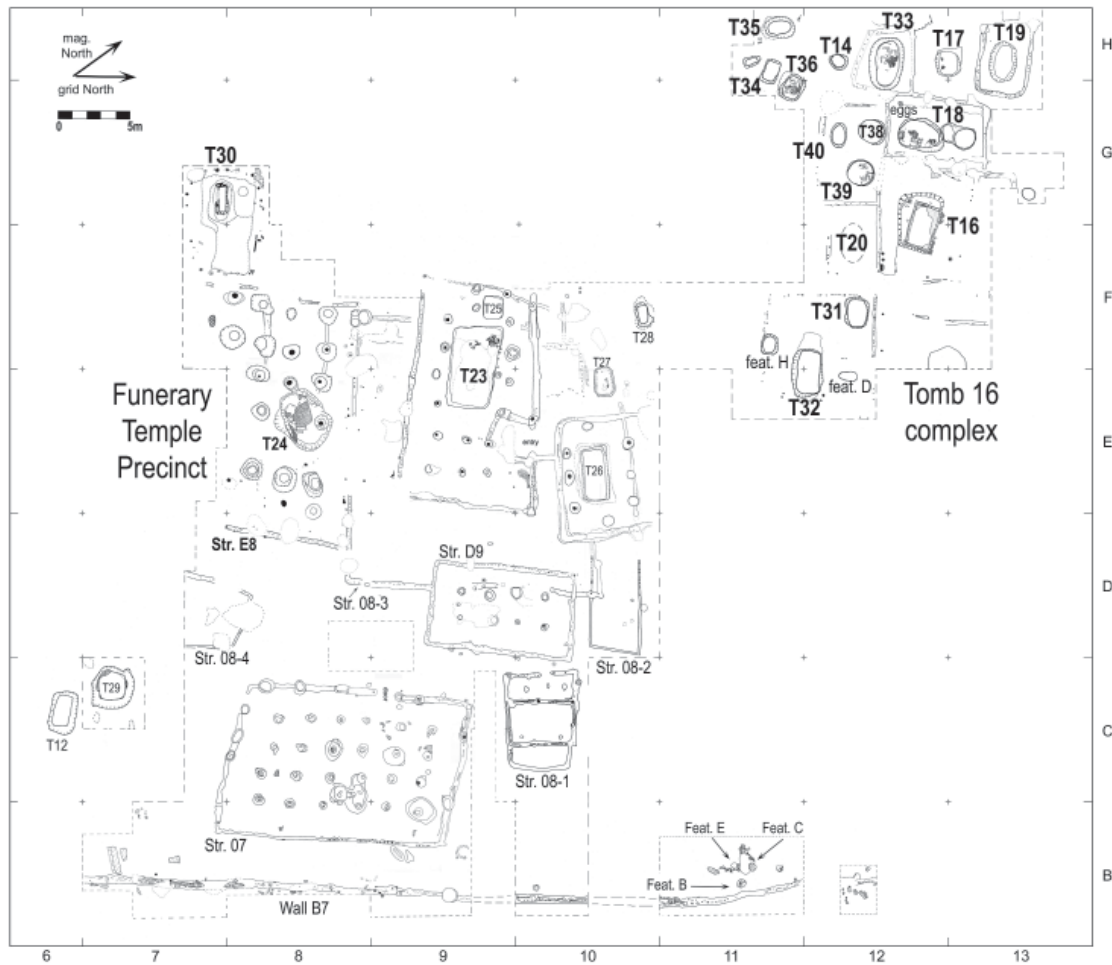 mag.
North
grid North
0 5m
T35
T33
T17
T19
H
T14
T36
T34
eggs
T18
T38
T40
G
T39
T30
T16
T20
F
T25
T31
T28
feat. H
T23
T27
feat. D
T32
Funerary
Temple
Precinct
Tomb 16
complex
T24
entry
E
T26
Str. E8
Str. D9
D
Str. 08-3
Str. 08-4
Str. 08-2
T29
T12
C
Str. 08-1
Str. 07
Feat. E
Feat. C
Feat. B
B
Wall B7
6 7 8 9 10 11 12 13